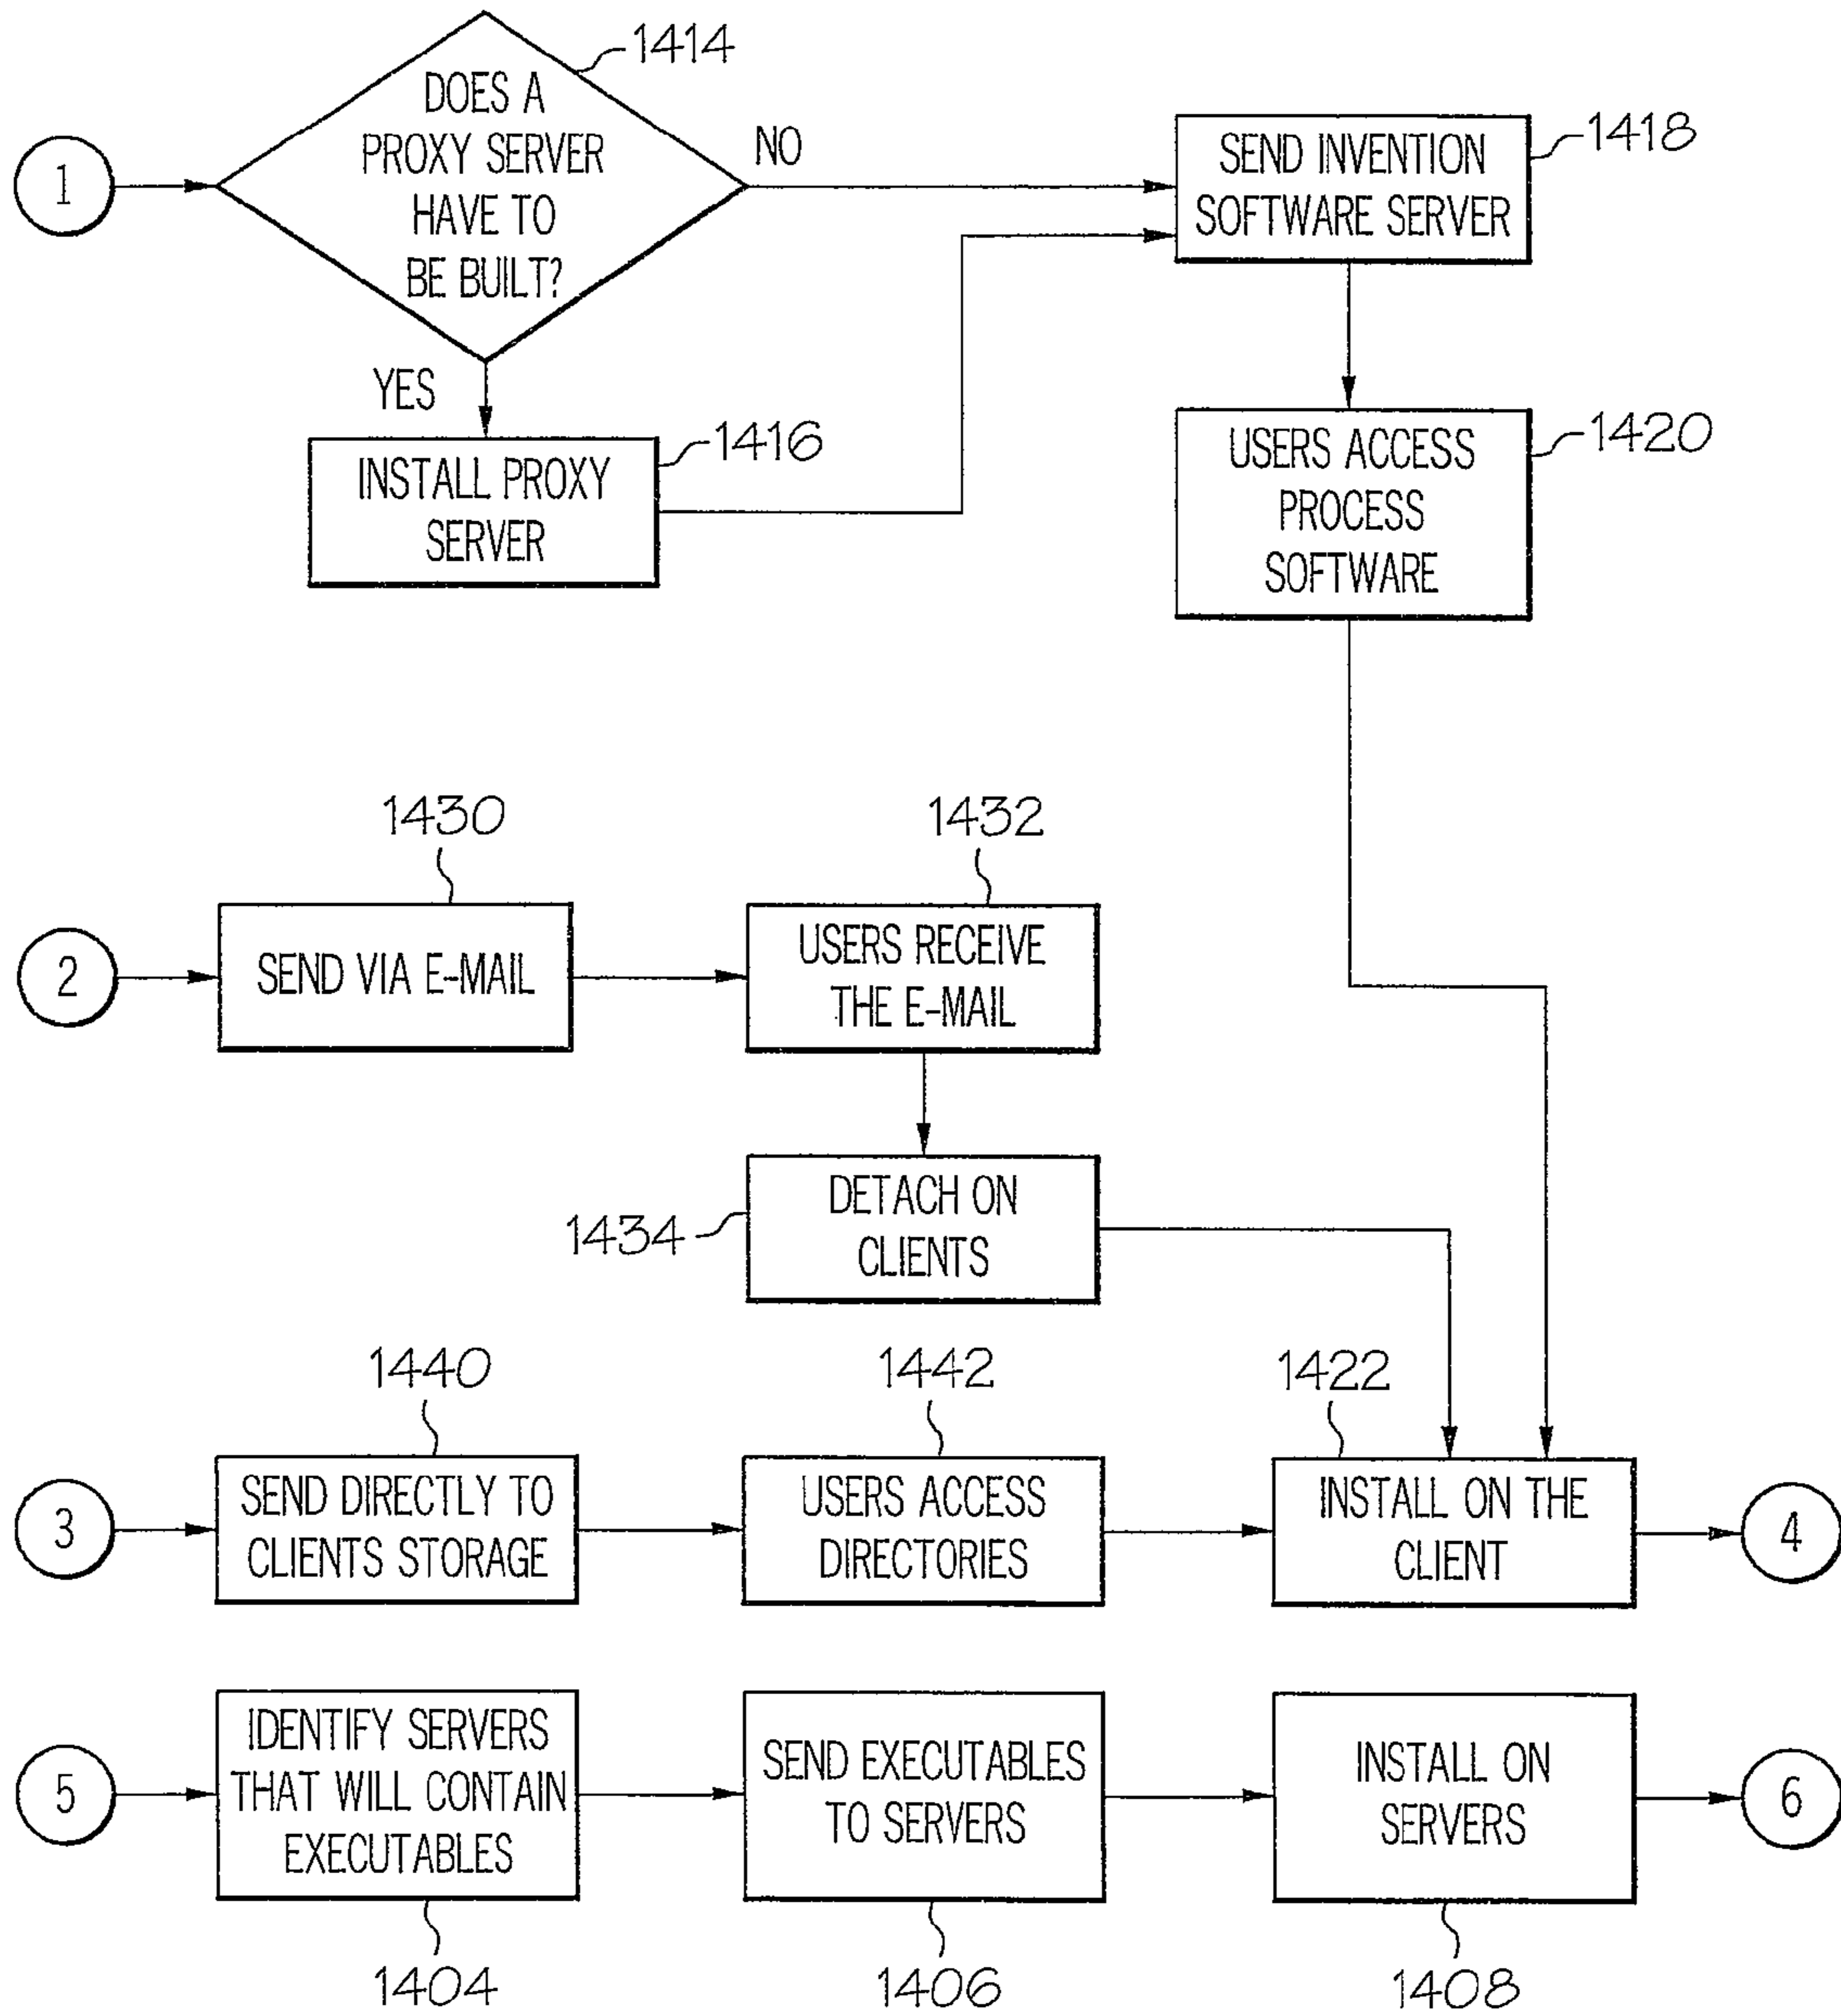 1414
DOES A
PROXY SERVER
HAVE TO
BE BUILT?
1
NO
YES
1416
INSTALL PROXY
SERVER
1418
SEND INVENTION
SOFTWARE SERVER
1420
USERS ACCESS
PROCESS
SOFTWARE
1430
1432
2
SEND VIA E-MAIL
USERS RECEIVE
THE E-MAIL
1434
DETACH ON
CLIENTS
1440
1442
1422
3
SEND DIRECTLY TO
CLIENTS STORAGE
USERS ACCESS
DIRECTORIES
INSTALL ON THE
CLIENT
4
5
IDENTIFY SERVERS
THAT WILL CONTAIN
EXECUTABLES
SEND EXECUTABLES
TO SERVERS
INSTALL ON
SERVERS
6
1404
1406
1408